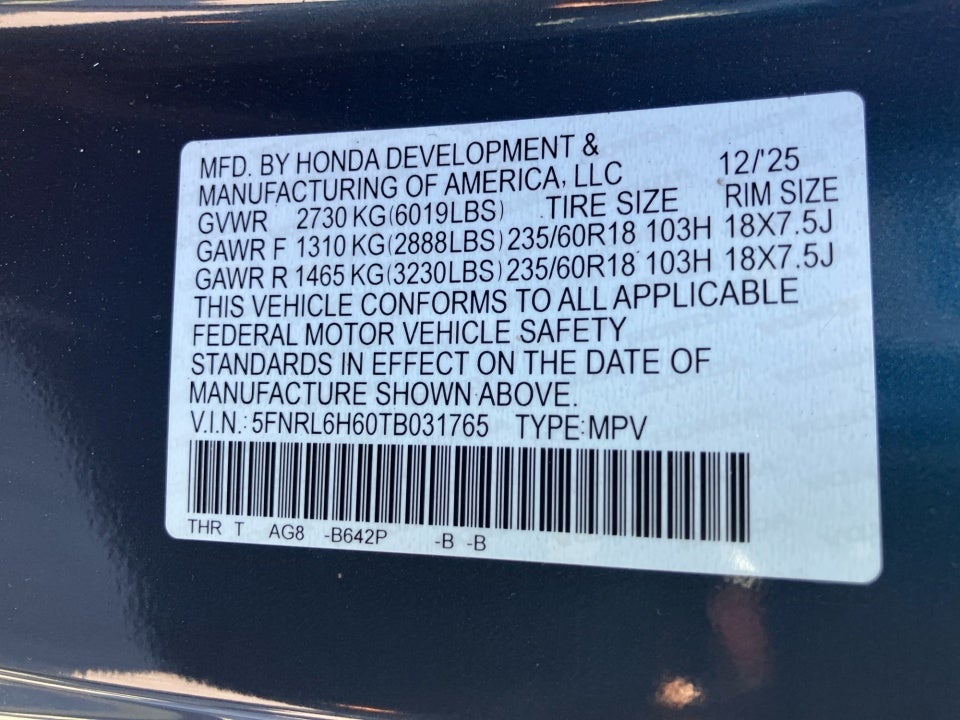 MFD. BY HONDA DEVELOPMENT &
MANUFACTURING OF AMERICA, LLC 12/'25
GVWR 2730 KG(6019LBS) TIRE SIZE RIM SIZE
GAWR F 1310 KG(2888LBS) 235/60R18 103H 18X7.5J
GAWR R 1465 KG(3230LBS) 235/60R18 103H 18X7.5J
THIS VEHICLE CONFORMS TO ALL APPLICABLE
FEDERAL MOTOR VEHICLE SAFETY
STANDARDS IN EFFECT ON THE DATE OF
MANUFACTURE SHOWN ABOVE.
V.I.N.: 5FNRL6H60TB031765 TYPE:MPV
THR T AG8 -B642P -B -B